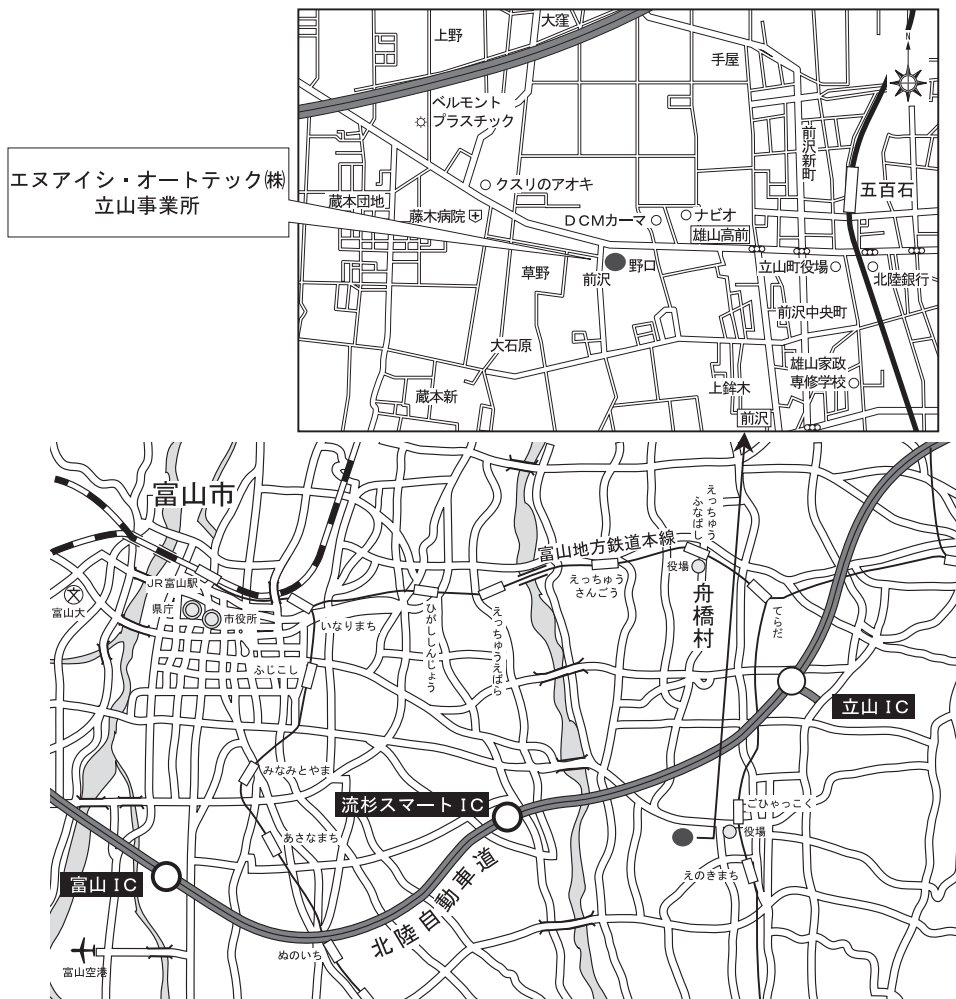 エヌアイシ・オートテック㈱
立山事業所
上野
大窪
手屋
N
ベルモント
プラスチック
前沢新町
五百石
クスリのアオキ
蔵本団地
藤木病院
DCMカーマ
ナビオ
雄山高前
草野
前沢
野口
立山町役場
北陸銀行
前沢中央町
大石原
雄山家政
専修学校
上鉾木
蔵本新
前沢
富山市
富山地方鉄道本線
えっちゅう
ふなばし
役場
舟橋村
えっちゅう
さんごう
てらだ
JR富山駅
文
富山大
県庁
市役所
いなりまち
ひがししんじょう
えっちゅうえばら
ふじこし
立山IC
みなみとやま
流杉スマートIC
ごひゃっこく
役場
あさなまち
えのきまち
富山IC
北陸自動車道
ぬのいち
富山空港